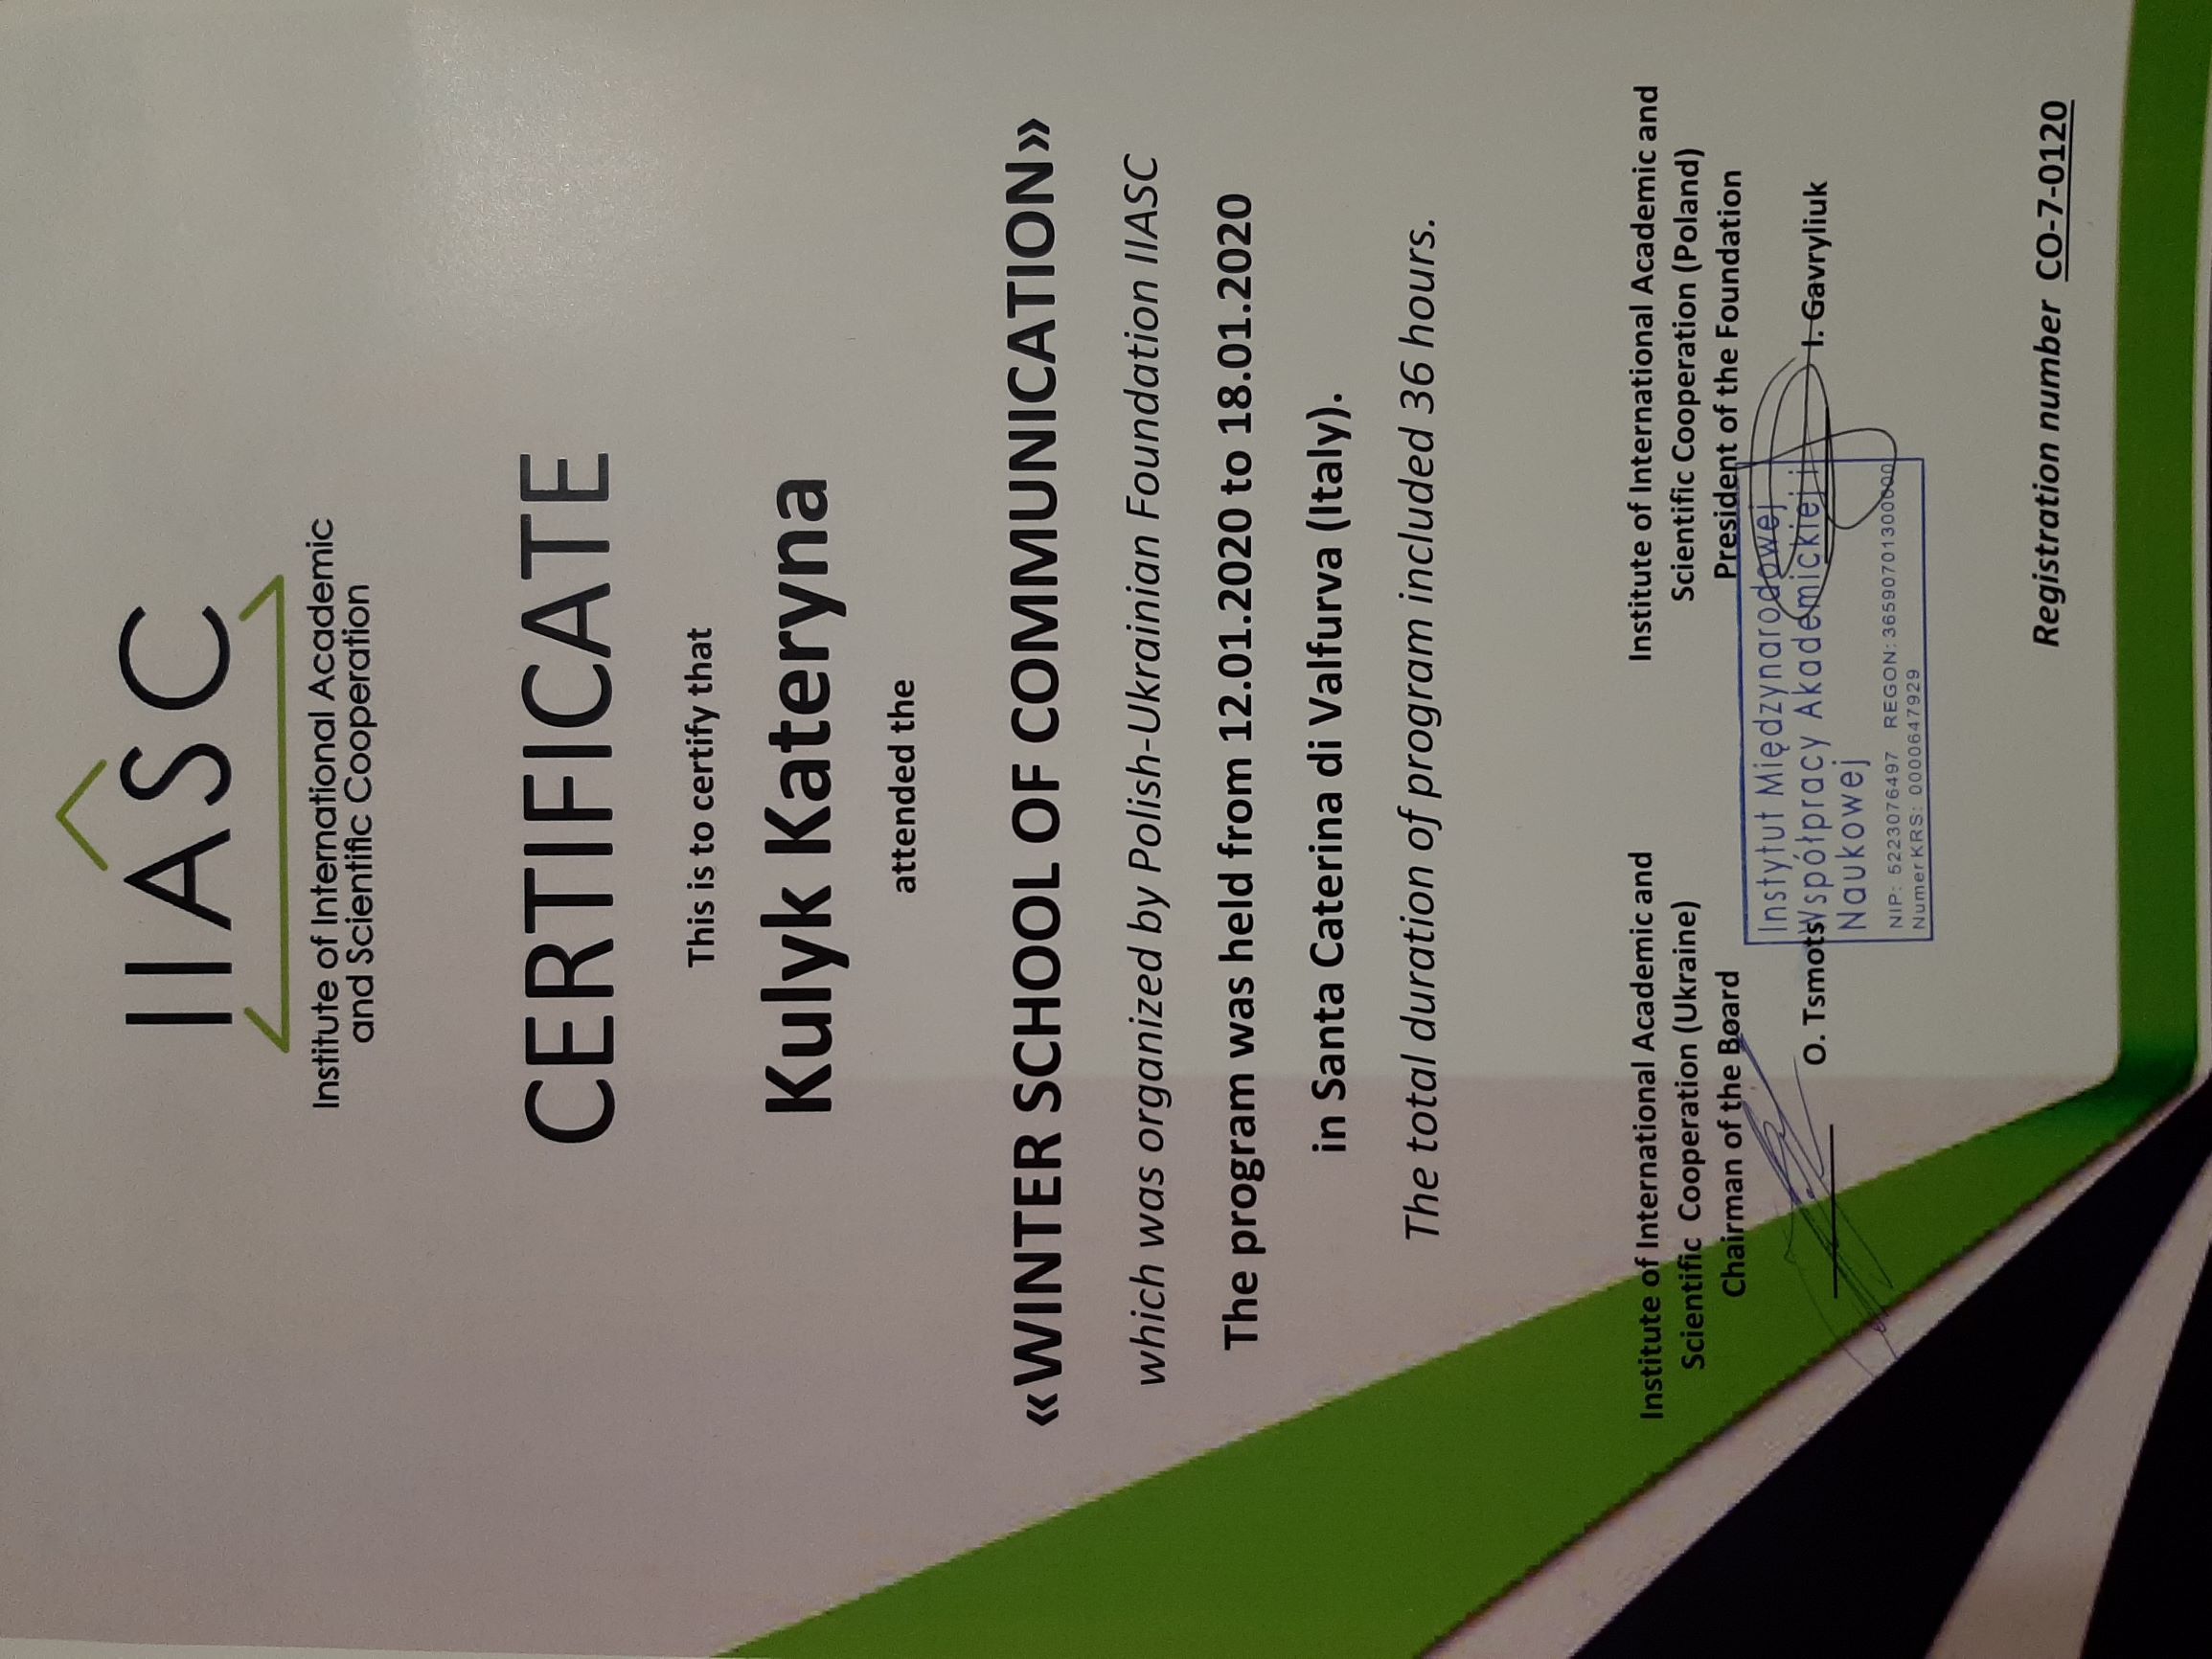 IIASC
Institute of International Academic
and Scientific Cooperation
CERTIFICATE
This is to certify that
Kulyk Kateryna
attended the
«WINTER SCHOOL OF COMMUNICATION»
which was organized by Polish-Ukrainian Foundation IIASC
The program was held from 12.01.2020 to 18.01.2020
in Santa Caterina di Valfurva (Italy).
The total duration of program included 36 hours.
Institute of International Academic and
Scientific Cooperation (Ukraine)
Chairman of the Board
O. Tsmots
Institute of International Academic and
Scientific Cooperation (Poland)
President of the Foundation
I. Gavryliuk
Instytut Międzynarodowej
Współpracy Akademickiej i
Naukowej
NIP: 5223076497 REGON: 36590701300000
Numer KRS: 0000647929
Registration number CO-7-0120